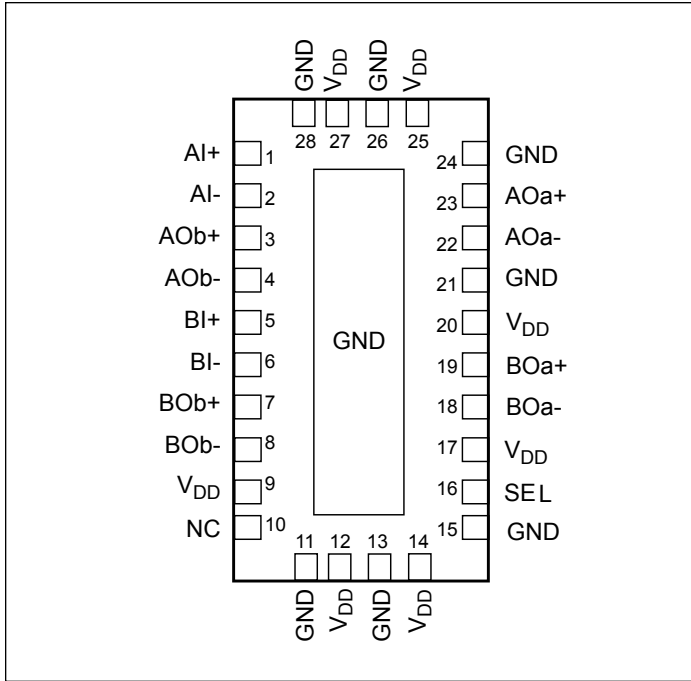 GND VDD GND VDD
28 27 26 25
AI+ 1 24 GND
AI- 2 23 AOa+
AOb+ 3 22 AOa-
AOb- 4 21 GND
BI+ 5 20 VDD
GND
BI- 6 19 BOa+
BOb+ 7 18 BOa-
BOb- 8 17 VDD
VDD 9 16 SEL
NC 10 15 GND
11 12 13 14
GND VDD GND VDD